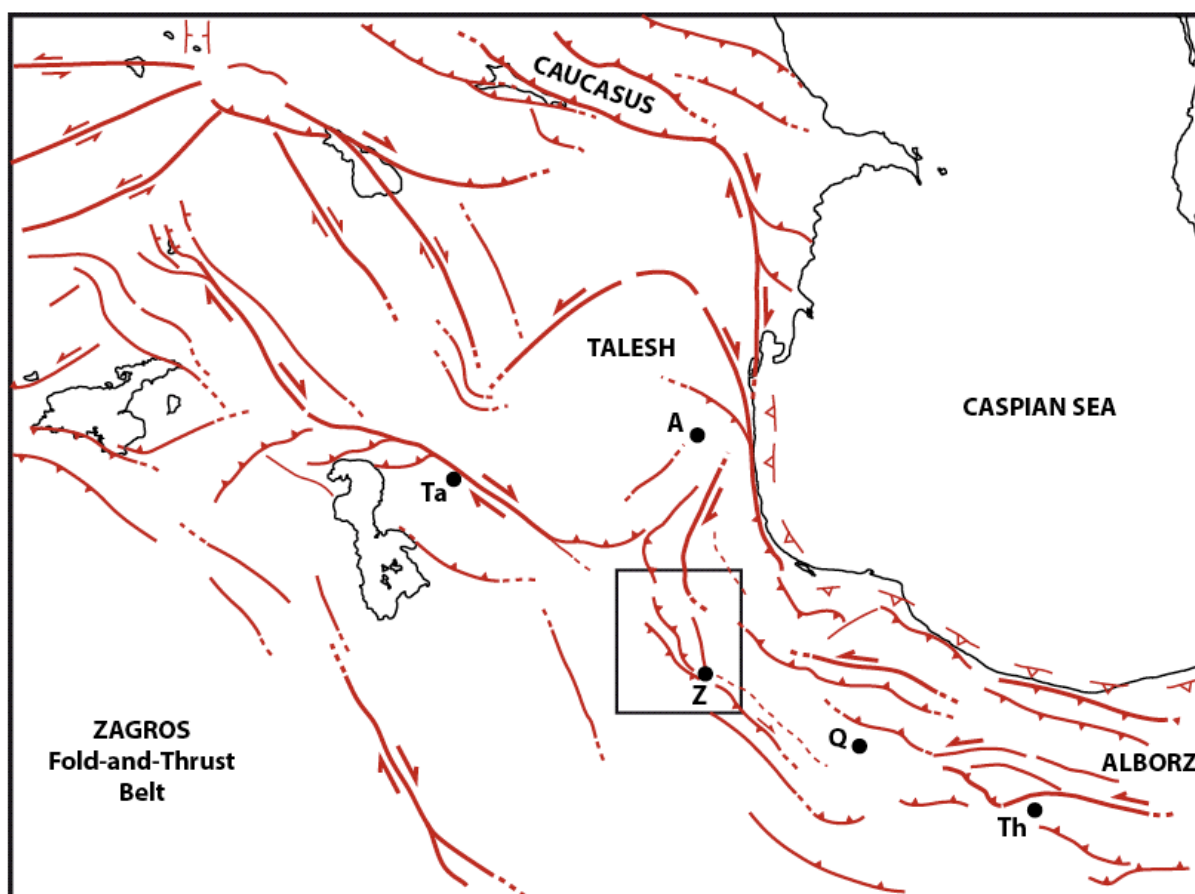 CAUCASUS
TALESH
CASPIAN SEA
A
Ta
Z
ZAGROS
Fold-and-Thrust
Belt
Q
ALBORZ
Th